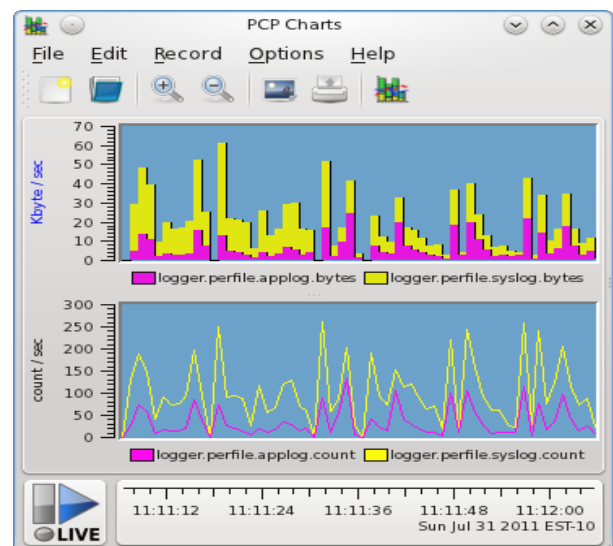 PCP Charts
File Edit Record Options Help
Kbyte / sec
70
60
50
40
30
20
10
0
logger.perfile.applog.bytes logger.perfile.syslog.bytes
count / sec
300
250
200
150
100
50
0
logger.perfile.applog.count logger.perfile.syslog.count
LIVE
11:11:12 11:11:24 11:11:36 11:11:48 11:12:00
Sun Jul 31 2011 EST-10